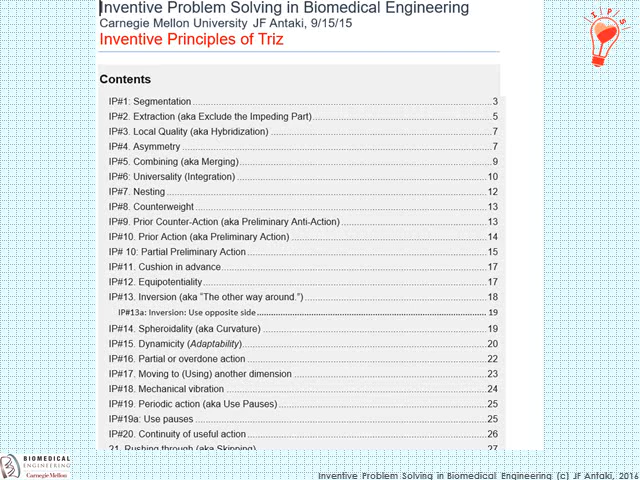 Inventive Problem Solving in Biomedical Engineering
Carnegie Mellon University JF Antaki, 9/15/15
Inventive Principles of Triz
I P S
Contents
IP#1: Segmentation 3
IP#2. Extraction (aka Exclude the Impeding Part) 5
IP#3. Local Quality (aka Hybridization) 7
IP#4. Asymmetry 7
IP#5. Combining (aka Merging) 9
IP#6: Universality (Integration) 10
IP#7. Nesting 12
IP#8. Counterweight 13
IP#9. Prior Counter-Action (aka Preliminary Anti-Action) 13
IP#10. Prior Action (aka Preliminary Action) 14
IP# 10: Partial Preliminary Action 15
IP#11. Cushion in advance 17
IP#12. Equipotentiality 17
IP#13. Inversion (aka "The other way around.") 18
IP#13a: Inversion: Use opposite side 19
IP#14. Spheroidality (aka Curvature) 19
IP#15. Dynamicity (Adaptability) 20
IP#16. Partial or overdone action 22
IP#17. Moving to (Using) another dimension 23
IP#18. Mechanical vibration 24
IP#19. Periodic action (aka Use Pauses) 25
IP#19a: Use pauses 25
IP#20. Continuity of useful action 26
21. Rushing through (aka Skipping) 27
BIOMEDICAL
ENGINEERING
Carnegie Mellon
Inventive Problem Solving in Biomedical Engineering (c) JF Antaki, 2016